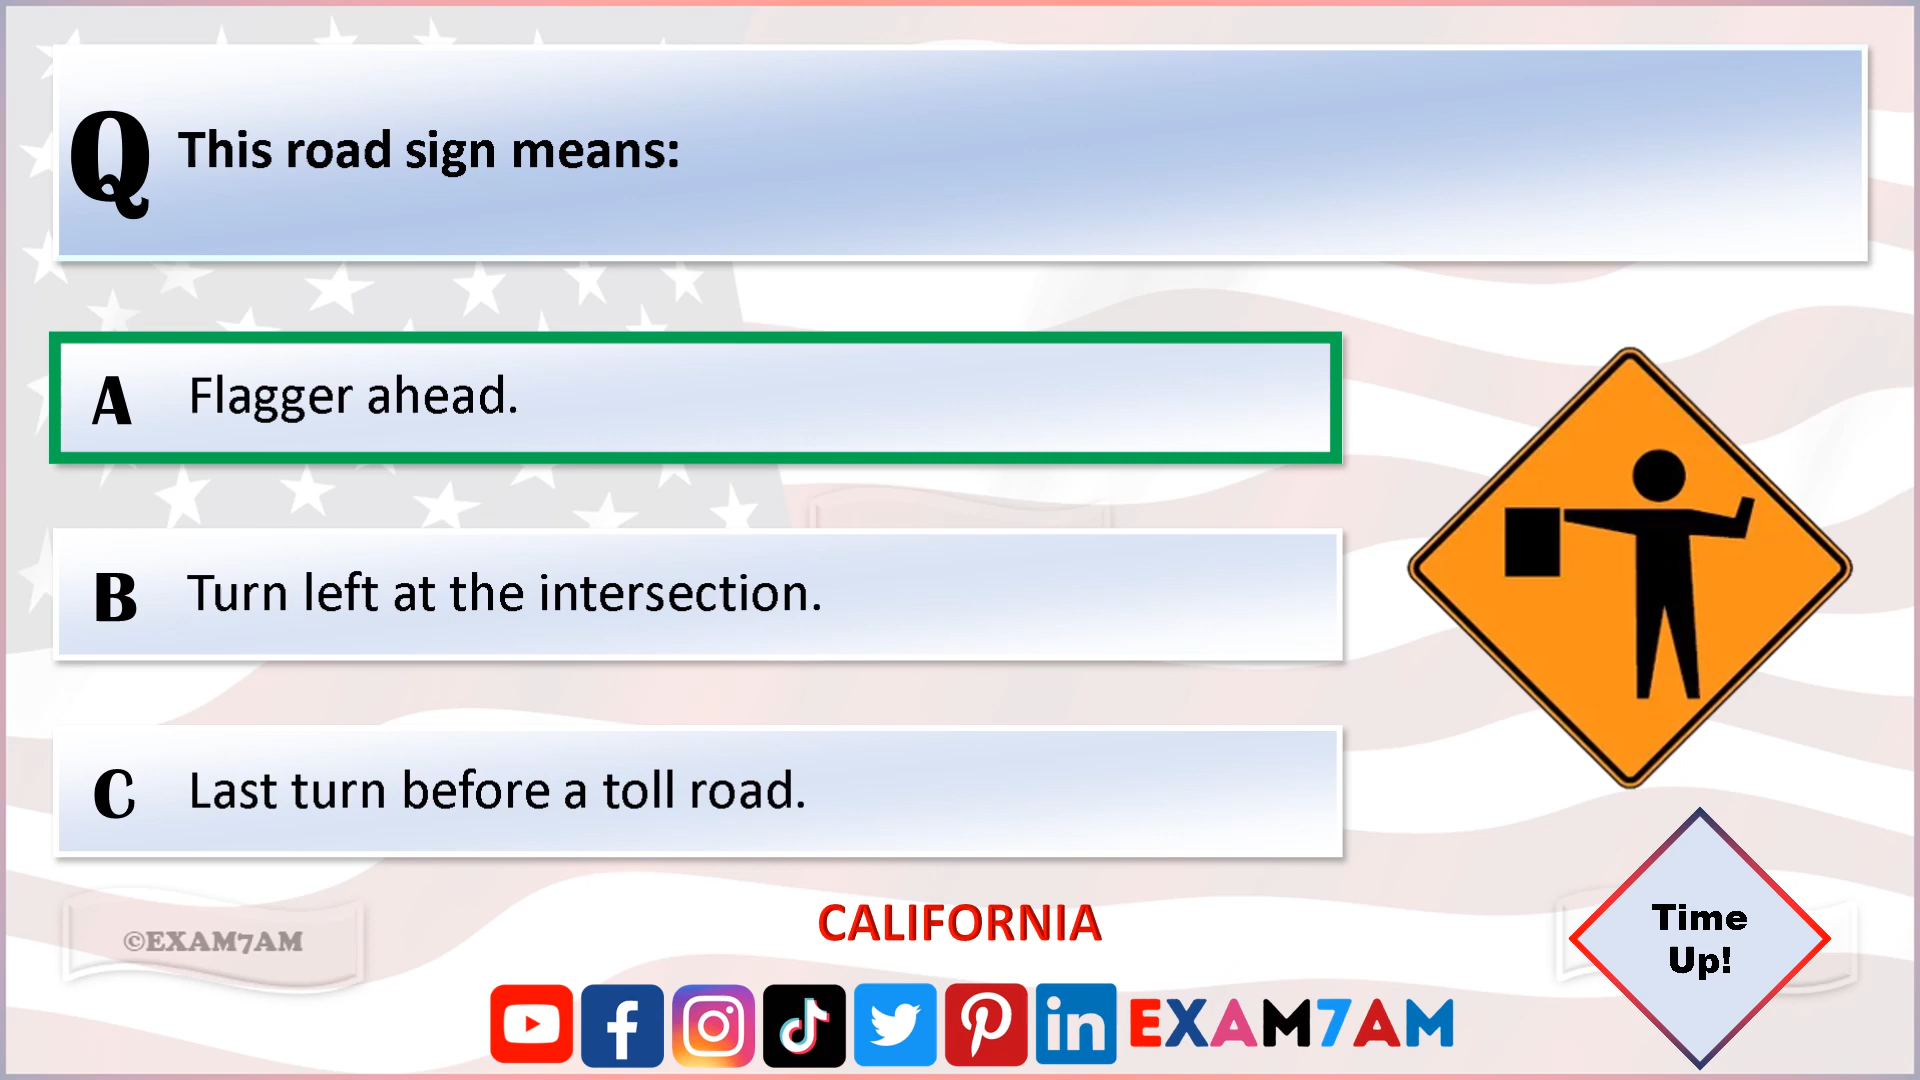 Q This road sign means:
A Flagger ahead.
B Turn left at the intersection.
C Last turn before a toll road.
CALIFORNIA
©EXAM7AM
Time
Up!
EXAM7AM